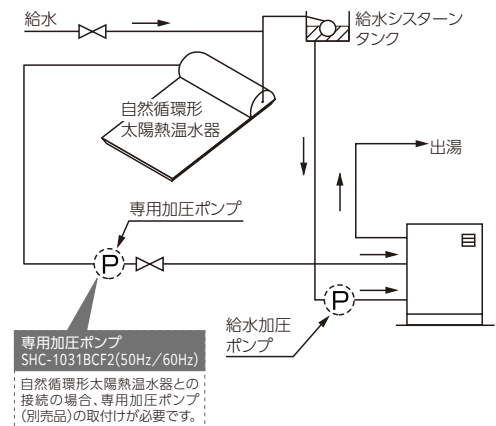 給水
給水システーン
タンク
自然循環形
太陽熱温水器
出湯
専用加圧ポンプ
P
P
給水加圧
ポンプ
専用加圧ポンプ
SHC-1031BCF2(50Hz／60Hz)
自然循環形太陽熱温水器との
接続の場合、専用加圧ポンプ
(別売品)の取付けが必要です。